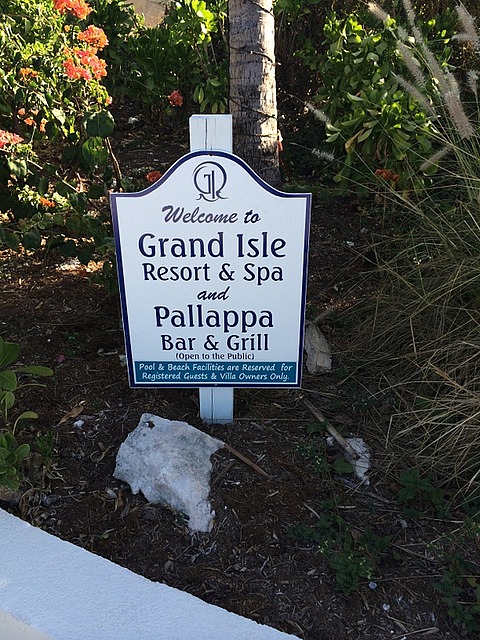 Welcome to
Grand Isle
Resort & Spa
and
Pallappa
Bar & Grill
(Open to the Public)
Pool & Beach Facilities are Reserved for
Registered Guests & Villa Owners Only.